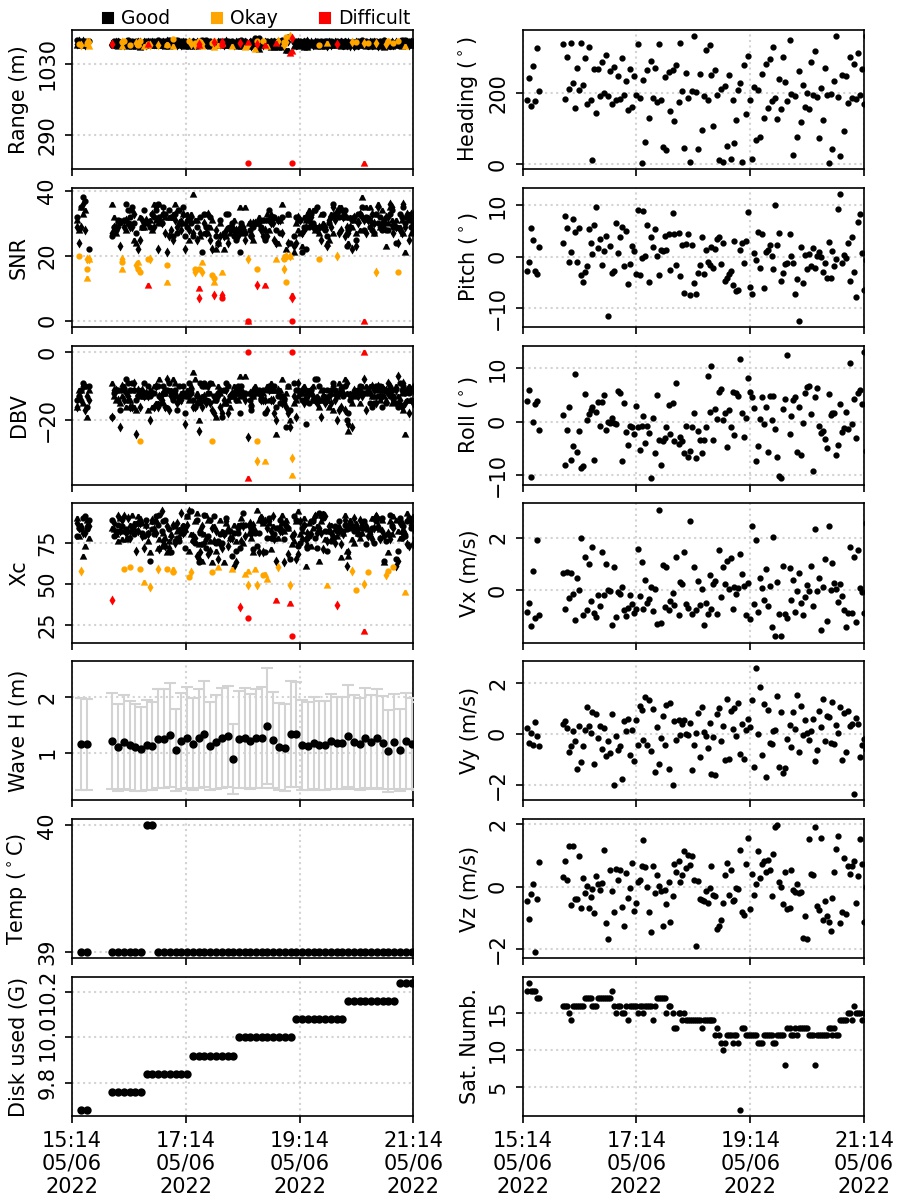 Good Okay Difficult
Range (m)
1030
290
Heading (°)
200
0
SNR
40
20
0
Pitch (°)
10
0
−10
DBV
0
−20
Roll (°)
10
0
−10
Xc
75
50
25
Vx (m/s)
2
0
Wave H (m)
2
1
Vy (m/s)
2
0
−2
Temp (°C)
40
39
Vz (m/s)
2
0
−2
Disk used (G)
10.2
10.0
9.8
Sat. Numb.
15
10
5
15:14 17:14 19:14 21:14
05/06 05/06 05/06 05/06
2022 2022 2022 2022
15:14 17:14 19:14 21:14
05/06 05/06 05/06 05/06
2022 2022 2022 2022